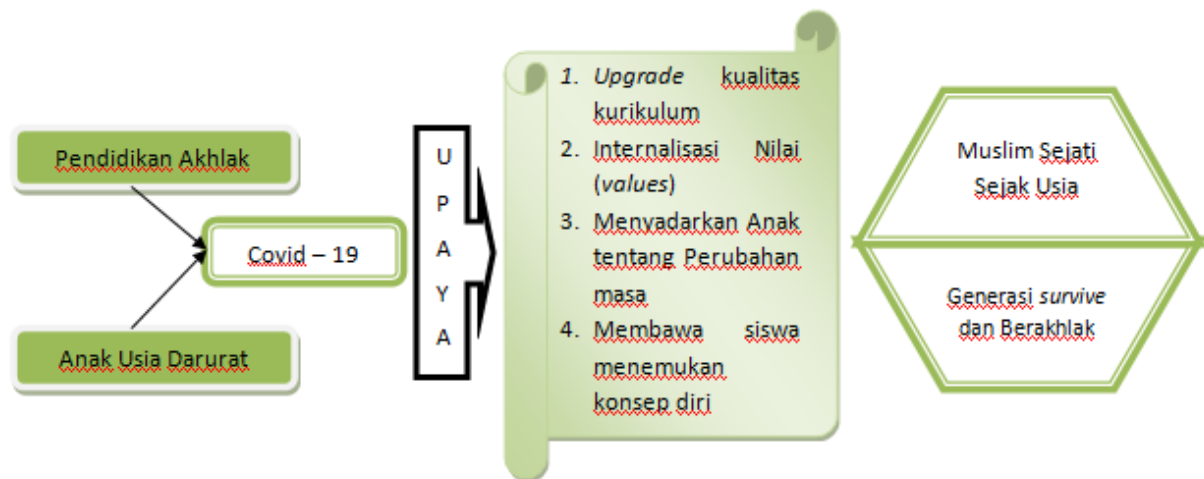 Pendidikan Akhlak
Anak Usia Darurat
Covid – 19
U
P
A
Y
A
1. Upgrade kualitas
kurikulum
2. Internalisasi Nilai
(values)
3. Menyadarkan Anak
tentang Perubahan
masa
4. Membawa siswa
menemukan
konsep diri
Muslim Sejati
Sejak Usia
Generasi survive
dan Berakhlak